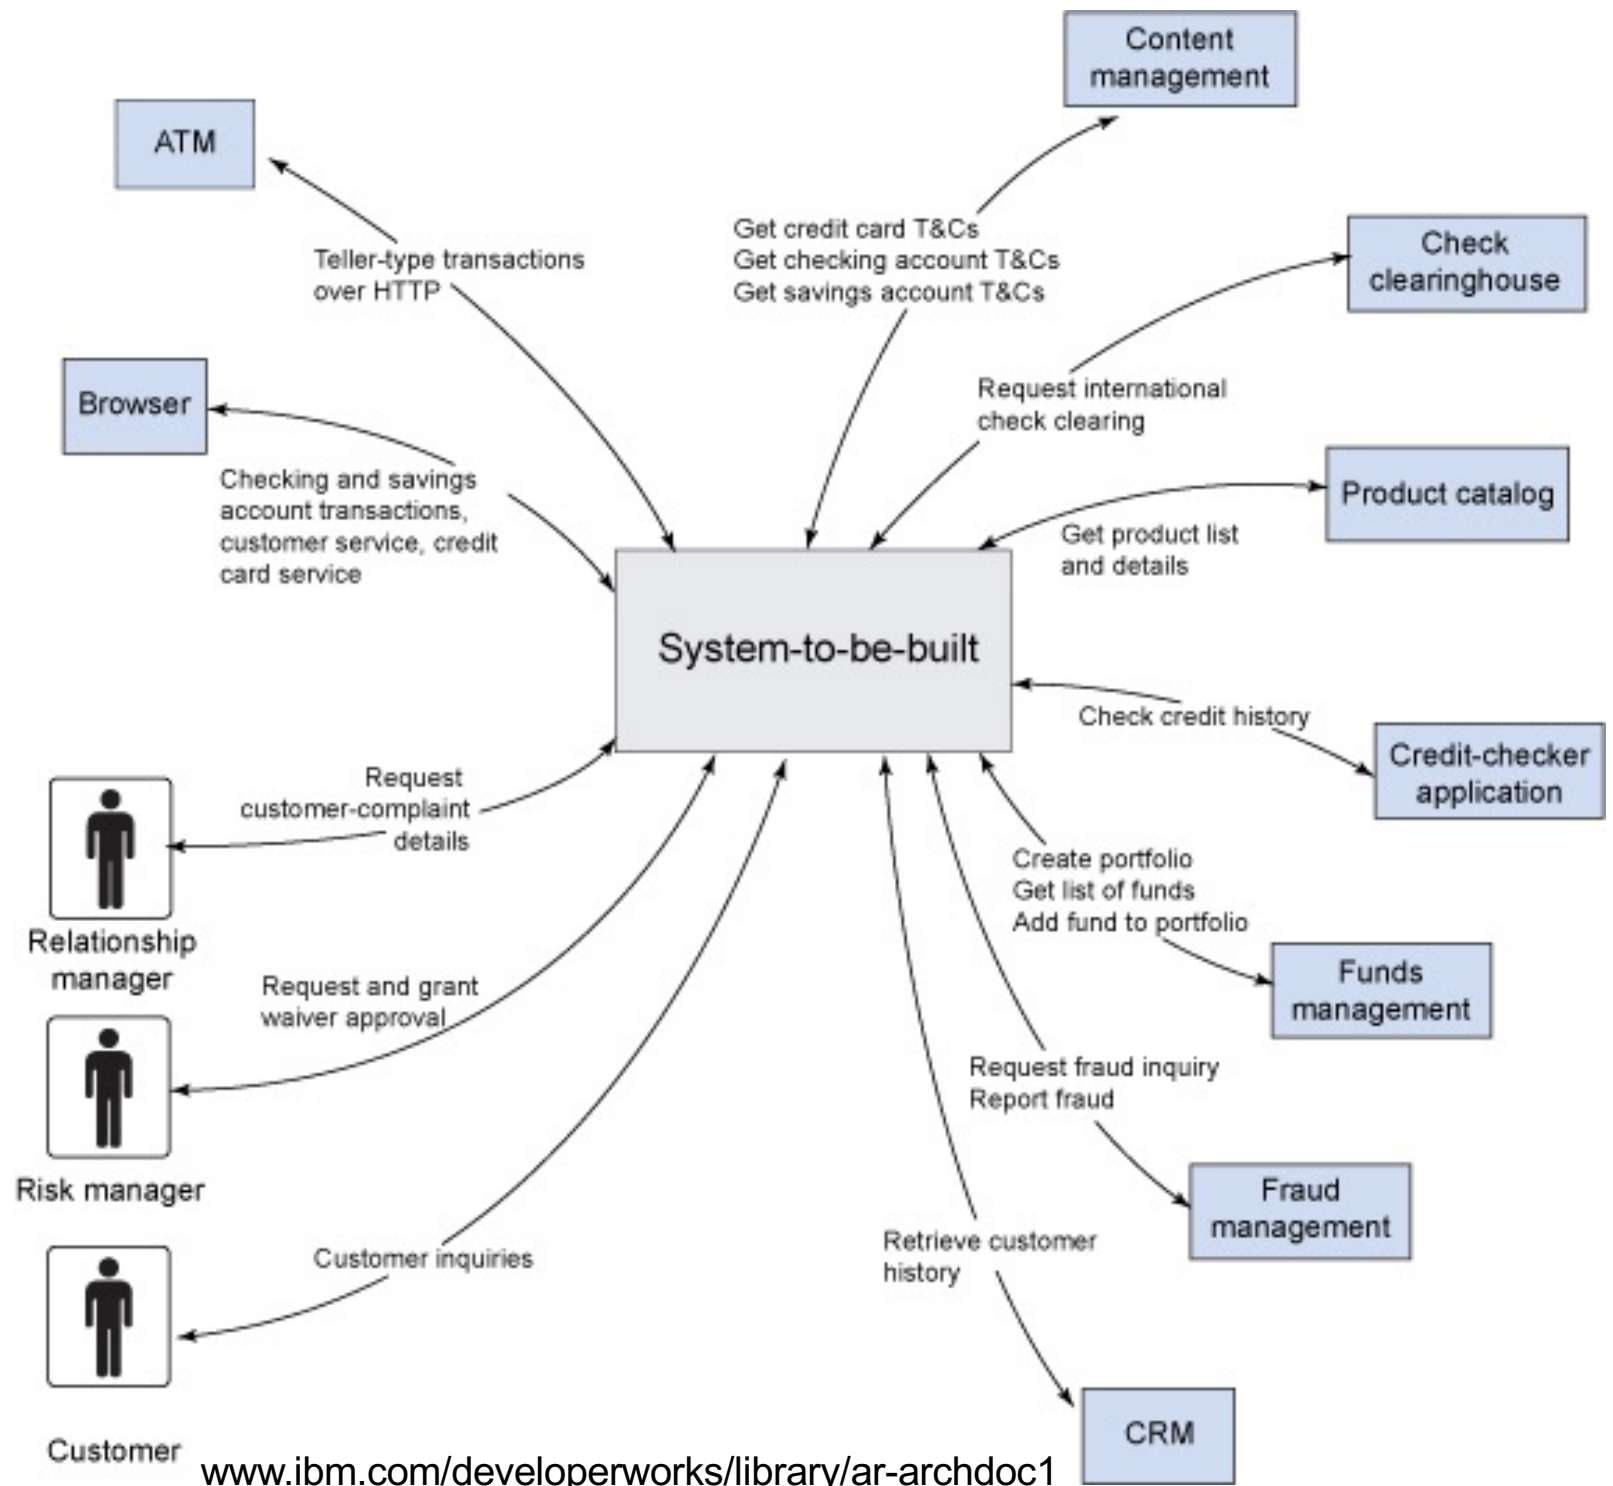 Content
management
ATM
Get credit card T&Cs
Get checking account T&Cs
Get savings account T&Cs
Check
clearinghouse
Teller-type transactions
over HTTP
Browser
Request international
check clearing
Checking and savings
account transactions,
customer service, credit
card service
Product catalog
Get product list
and details
System-to-be-built
Check credit history
Credit-checker
application
Request
customer-complaint
details
Relationship
manager
Create portfolio
Get list of funds
Add fund to portfolio
Funds
management
Request and grant
waiver approval
Risk manager
Request fraud inquiry
Report fraud
Fraud
management
Customer inquiries
Retrieve customer
history
Customer
CRM
www.ibm.com/developerworks/library/ar-archdoc1